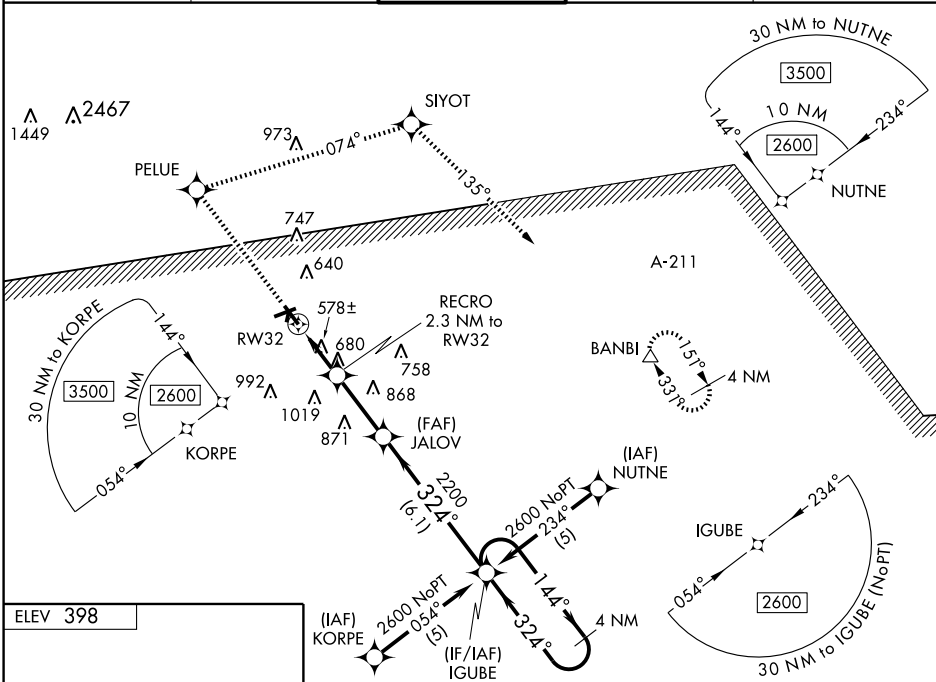 1449
2467
973
SIYOT
074°
135°
PELUE
747
640
30 NM to NUTNE
3500
10 NM
2600
144°
234°
NUTNE
A-211
RW32
578±
680
RECRO
2.3 NM to
RW32
758
868
992
1019
871
(FAF)
JALOV
BANBI
151°
331°
4 NM
30 NM to KORPE
3500
10 NM
2600
144°
054°
KORPE
2200
324°
(6.1)
(IAF)
NUTNE
2600 NoPT
234°
(5)
2600 NoPT
054°
(5)
(IAF)
KORPE
(IF/IAF)
IGUBE
144°
324°
4 NM
IGUBE
234°
054°
2600
30 NM to IGUBE (NoPT)
ELEV 398